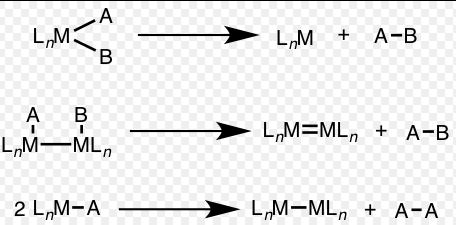 LnM A B LnM + A–B
A B LnM—MLn LnM=MLn + A–B
2 LnM–A LnM–MLn + A–A